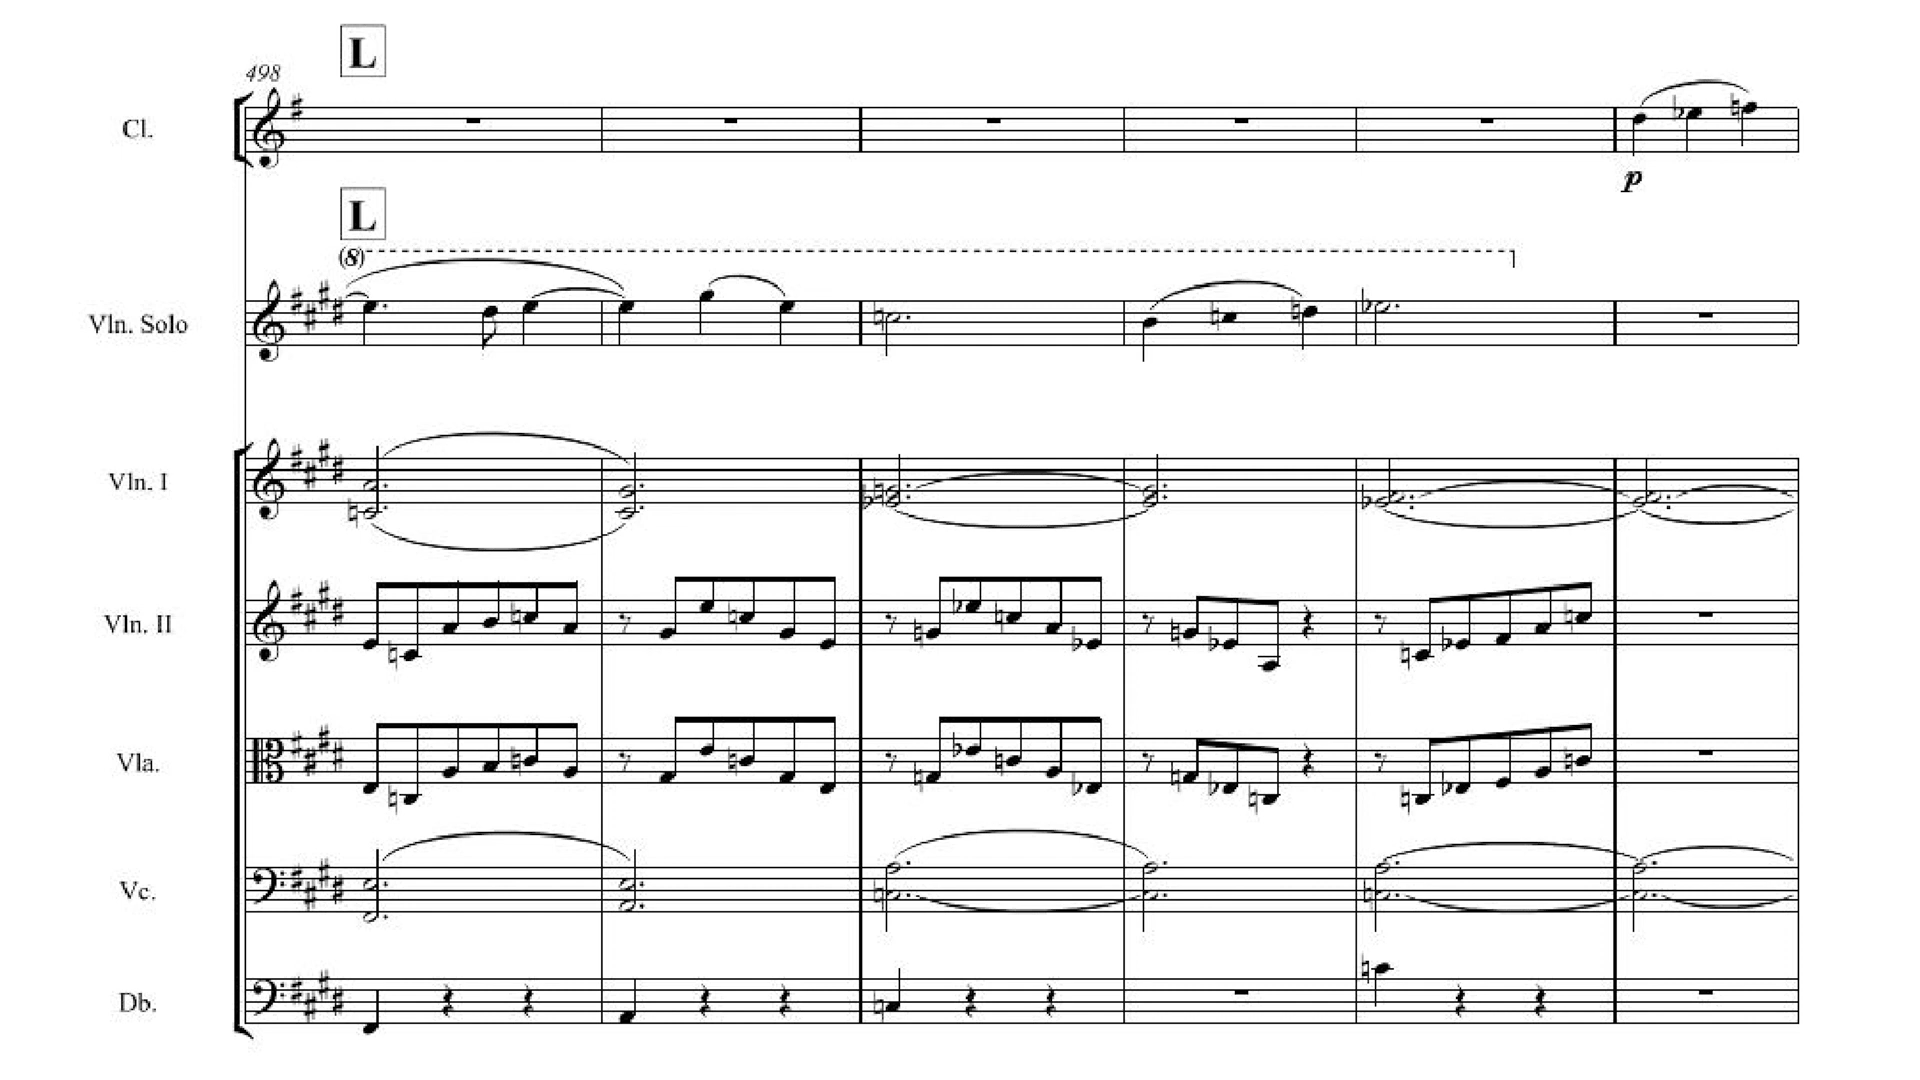 L
498
Cl.
p
L
(8)
Vln. Solo
Vln. I
Vln. II
Vla.
Vc.
Db.